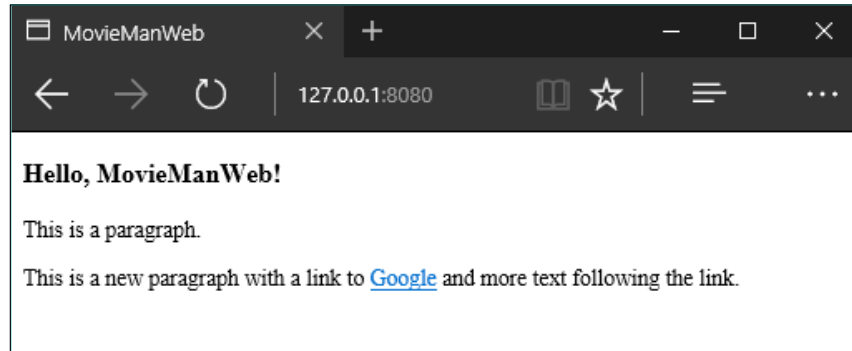 MovieManWeb
127.0.0.1:8080
Hello, MovieManWeb!
This is a paragraph.
This is a new paragraph with a link to Google and more text following the link.